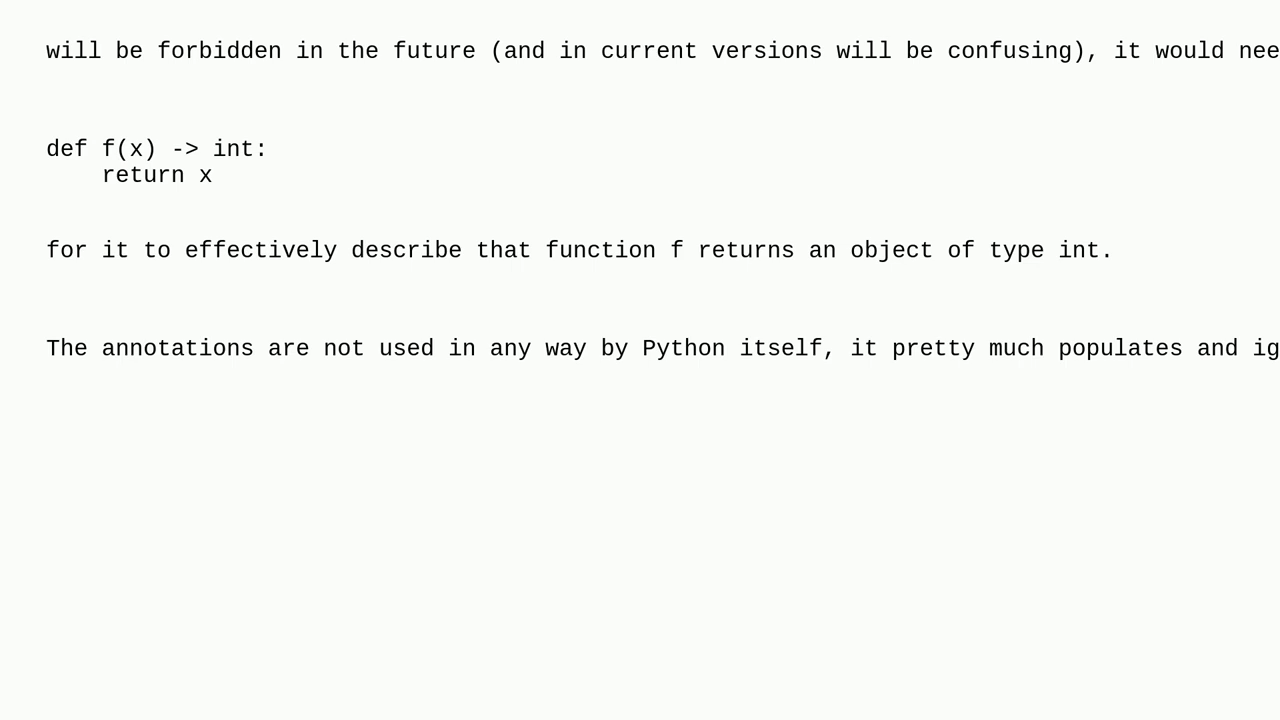 will be forbidden in the future (and in current versions will be confusing), it would
def f(x) -> int:
    return x
for it to effectively describe that function f returns an object of type int.
The annotations are not used in any way by Python itself, it pretty much populates and